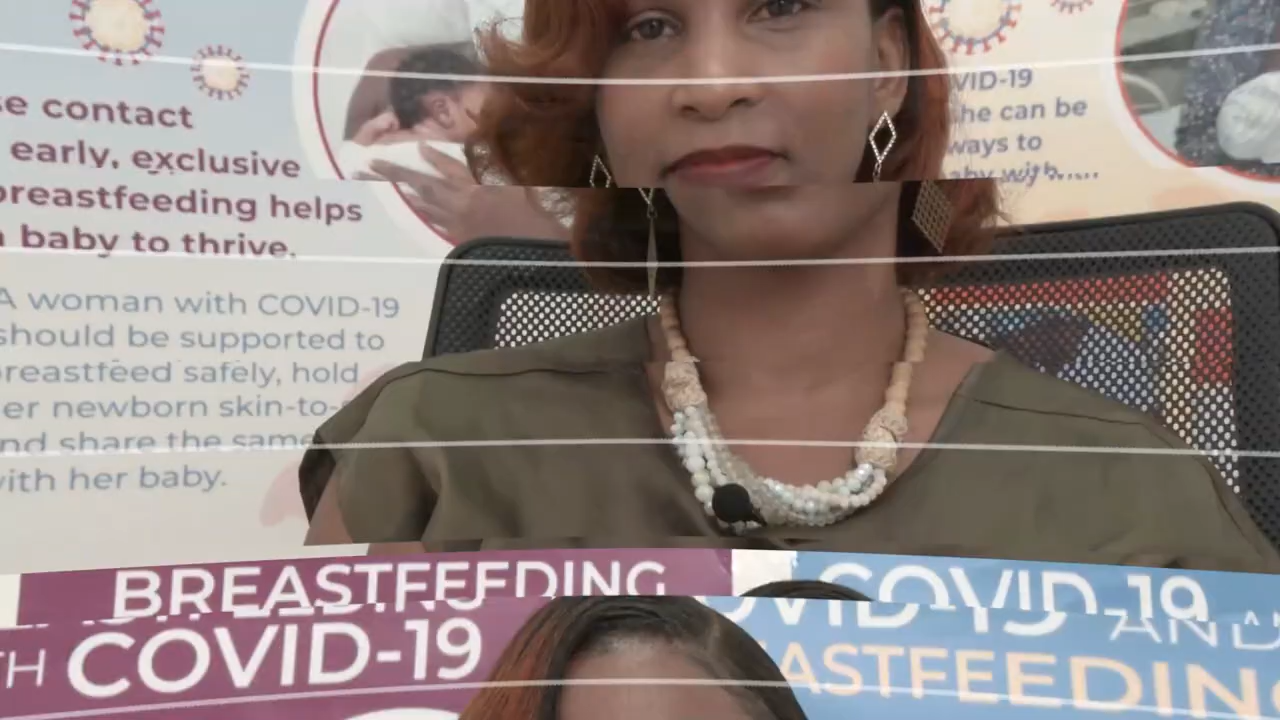 se contact
early, exclusive
breastfeeding helps
baby to thrive.
A woman with COVID-19
should be supported to
breastfeed safely, hold
er newborn skin-to-
nd share the same
with her baby.
VID-19
he can be
ways to
BREASTFEEDING
TH COVID-19
COVID-19
AND
ASTFEEDING